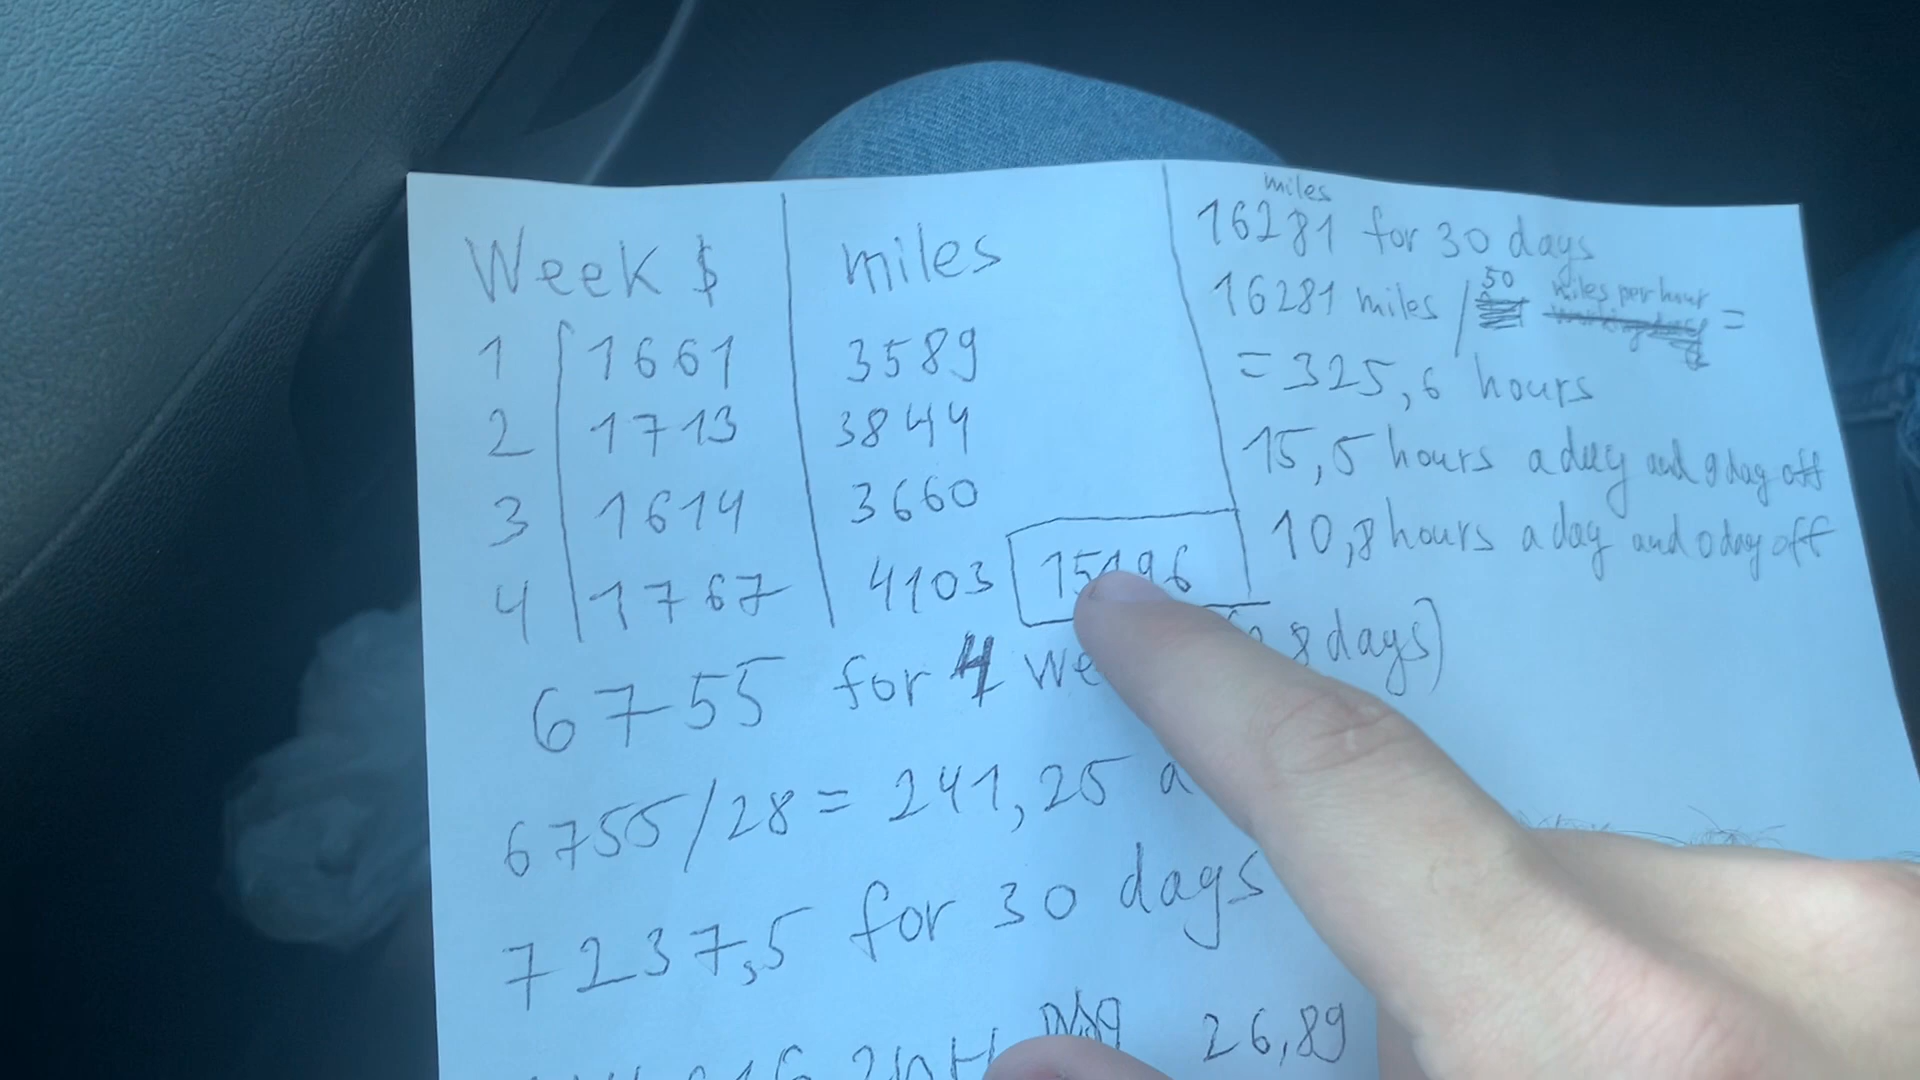 Week $ miles
1 1661 3589
2 1713 3844
3 1614 3660
4 1767 4103 15196
6755 for 4 8 days)
6755/28 = 241,25 a
7237,5 for 30 days
26,89
miles
16281 for 30 days
16281 miles / 50 miles per hour =
= 325,6 hours
15,5 hours a day and 9 day off
10,8 hours a day and 0 day off